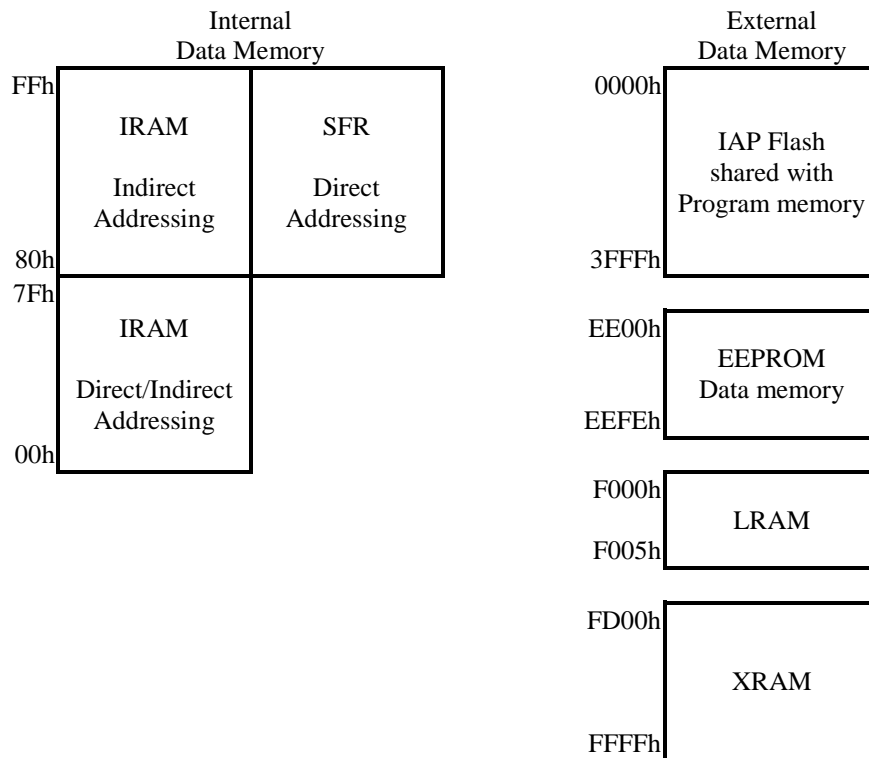 Internal
Data Memory
FFh
IRAM
Indirect
Addressing
80h
SFR
Direct
Addressing
7Fh
IRAM
Direct/Indirect
Addressing
00h
External
Data Memory
0000h
IAP Flash
shared with
Program memory
3FFFh
EE00h
EEPROM
Data memory
EEFEh
F000h
LRAM
F005h
FD00h
XRAM
FFFFh